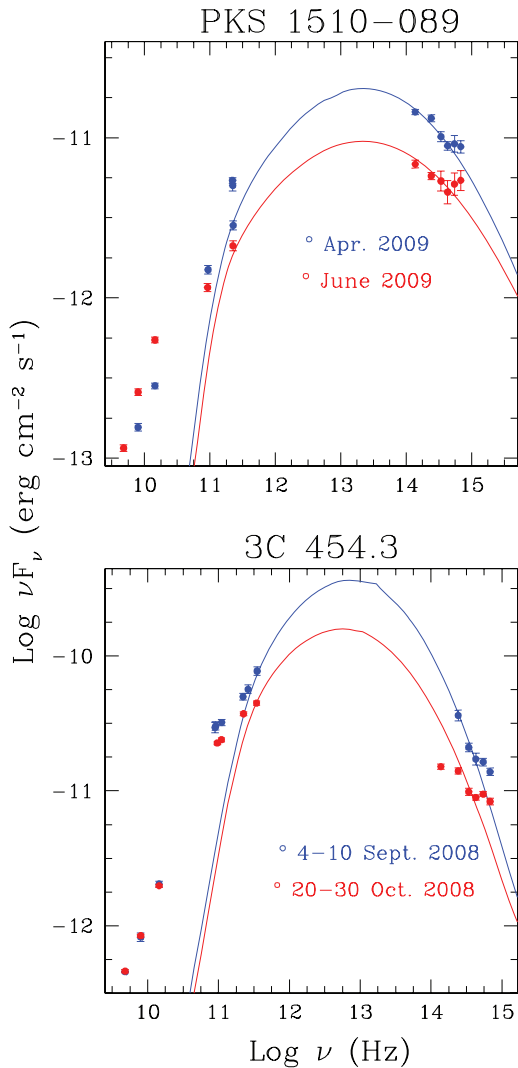 PKS 1510−089
−11
−12
−13
Apr. 2009
June 2009
10 11 12 13 14 15
Log νFν (erg cm−2 s−1)
3C 454.3
−10
−11
−12
4−10 Sept. 2008
20−30 Oct. 2008
10 11 12 13 14 15
Log ν (Hz)